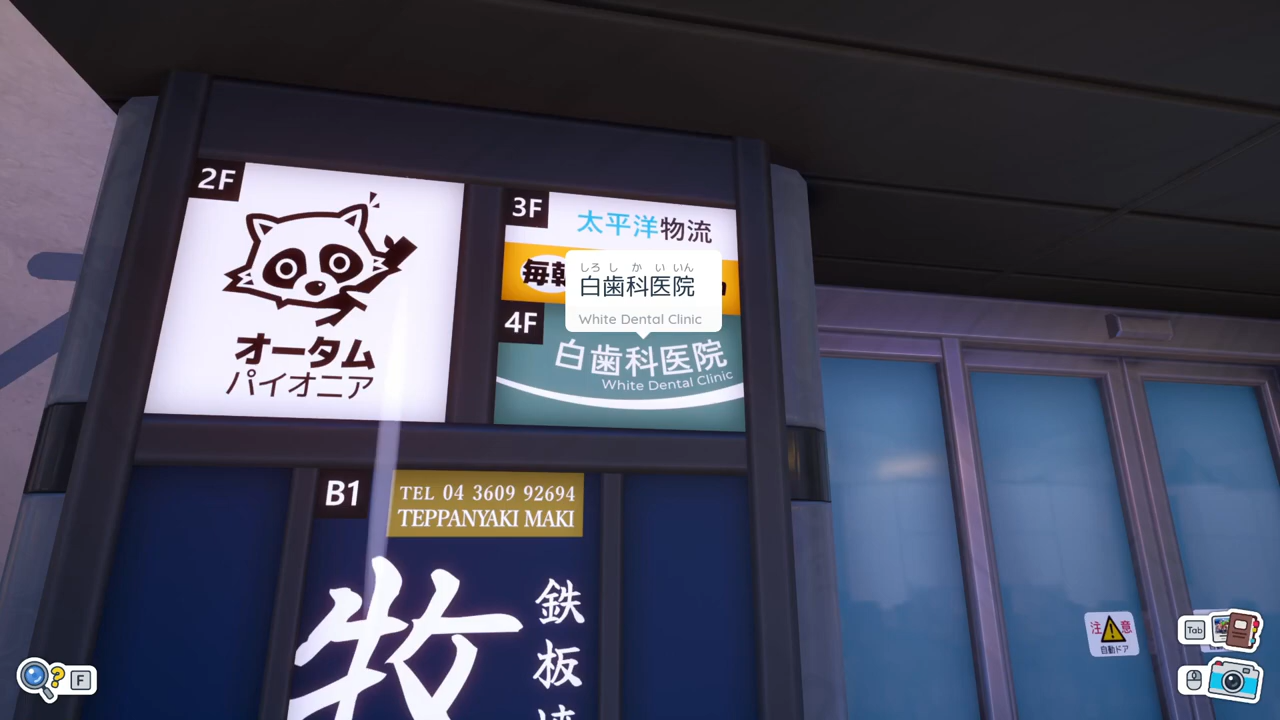 2F
オータム
パイオニア
3F
太平洋物流
毎朝
しろ し か い いん
白歯科医院
White Dental Clinic
4F
白歯科医院
White Dental Clinic
B1
TEL 04 3609 92694
TEPPANYAKI MAKI
牧
鉄板
注意
自動ドア
Tab
F